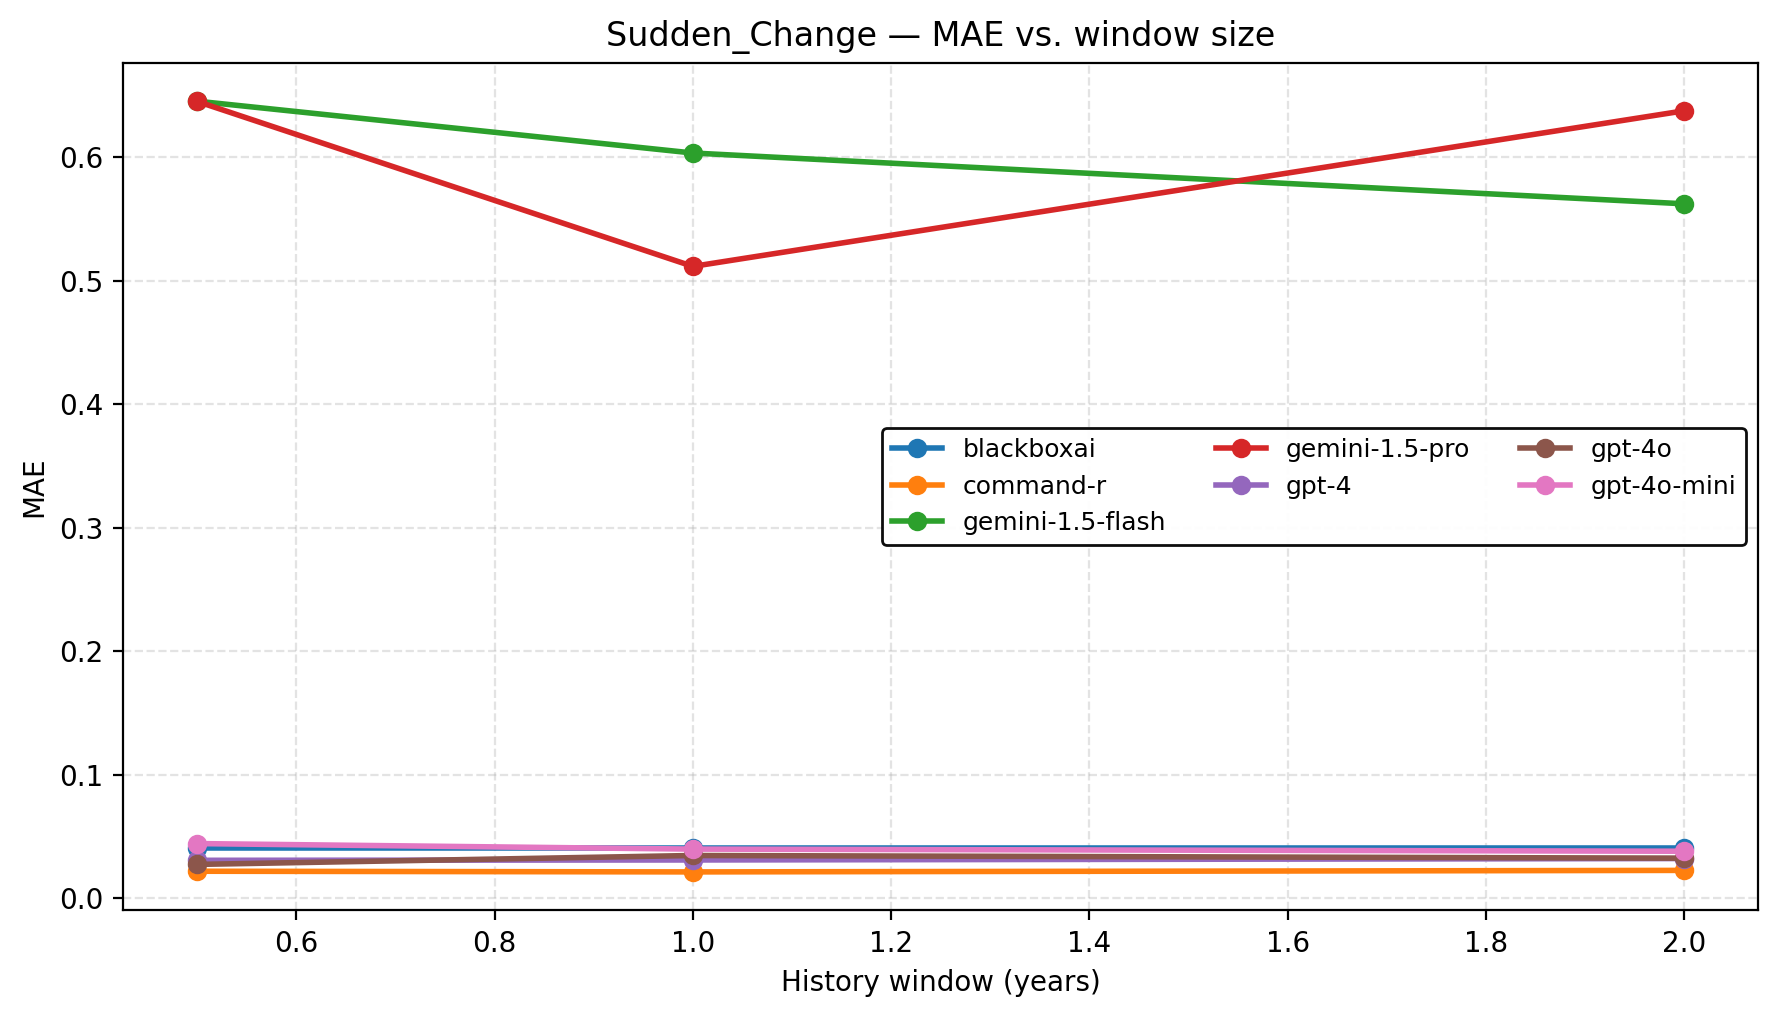 Sudden_Change — MAE vs. window size
MAE
0.6
0.5
0.4
0.3
0.2
0.1
0.0
blackboxai
command-r
gemini-1.5-flash
gemini-1.5-pro
gpt-4
gpt-4o
gpt-4o-mini
0.6 0.8 1.0 1.2 1.4 1.6 1.8 2.0
History window (years)